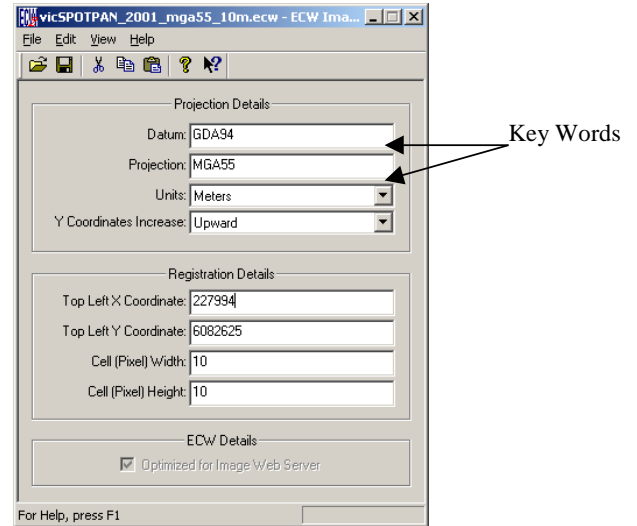 vicSPOTPAN_2001_mga55_10m.ecw - ECW Ima...
File Edit View Help
Projection Details
Datum: GDA94
Projection: MGA55
Units: Meters
Y Coordinates Increase: Upward
Key Words
Registration Details
Top Left X Coordinate: 227994
Top Left Y Coordinate: 6082625
Cell (Pixel) Width: 10
Cell (Pixel) Height: 10
ECW Details
Optimized for Image Web Server
For Help, press F1